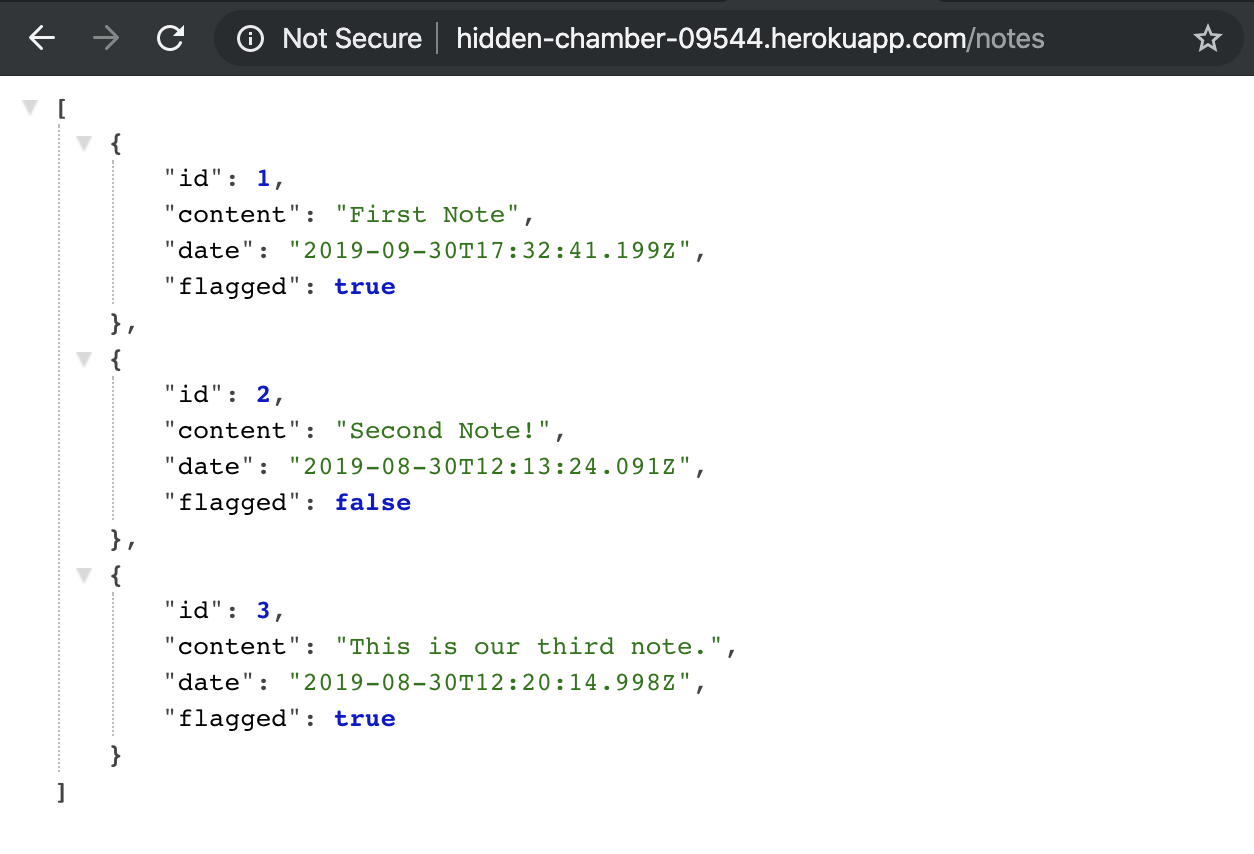 Not Secure hidden-chamber-09544.herokuapp.com/notes
[
{
"id": 1,
"content": "First Note",
"date": "2019-09-30T17:32:41.199Z",
"flagged": true
},
{
"id": 2,
"content": "Second Note!",
"date": "2019-08-30T12:13:24.091Z",
"flagged": false
},
{
"id": 3,
"content": "This is our third note.",
"date": "2019-08-30T12:20:14.998Z",
"flagged": true
}
]